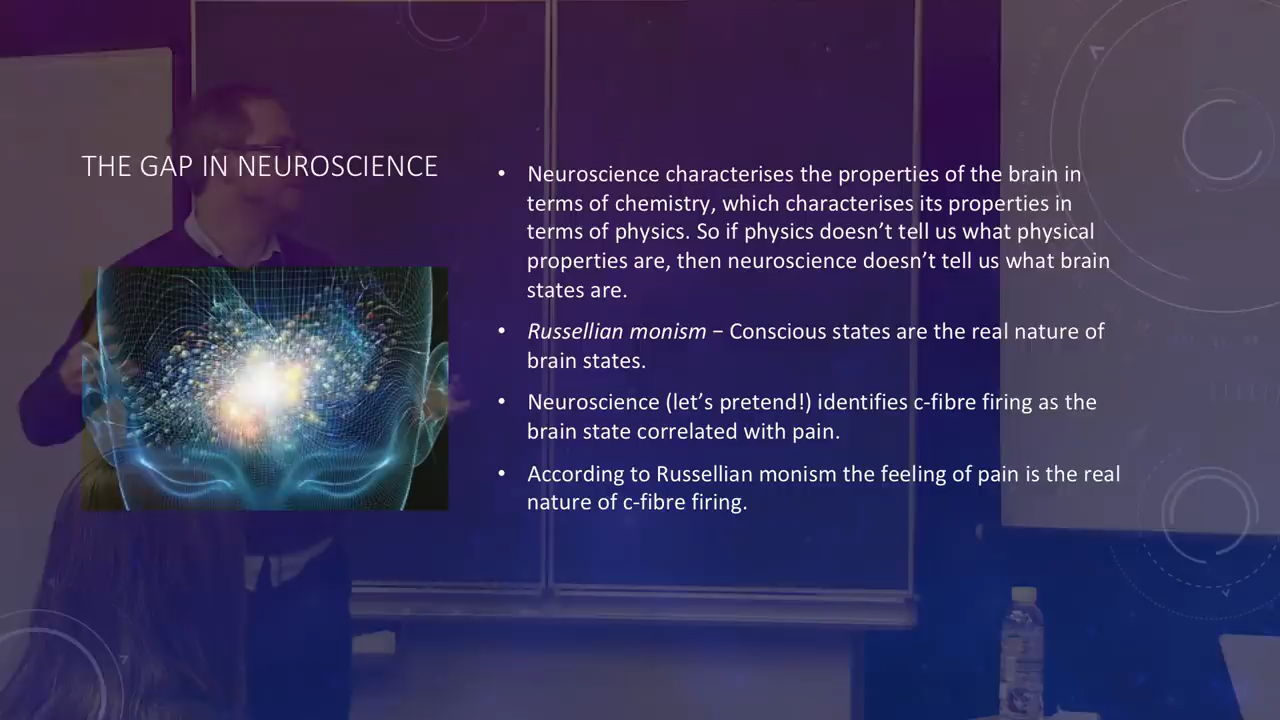 THE GAP IN NEUROSCIENCE
• Neuroscience characterises the properties of the brain in
terms of chemistry, which characterises its properties in
terms of physics. So if physics doesn’t tell us what physical
properties are, then neuroscience doesn’t tell us what brain
states are.
• Russellian monism – Conscious states are the real nature of
brain states.
• Neuroscience (let’s pretend!) identifies c-fibre firing as the
brain state correlated with pain.
• According to Russellian monism the feeling of pain is the real
nature of c-fibre firing.